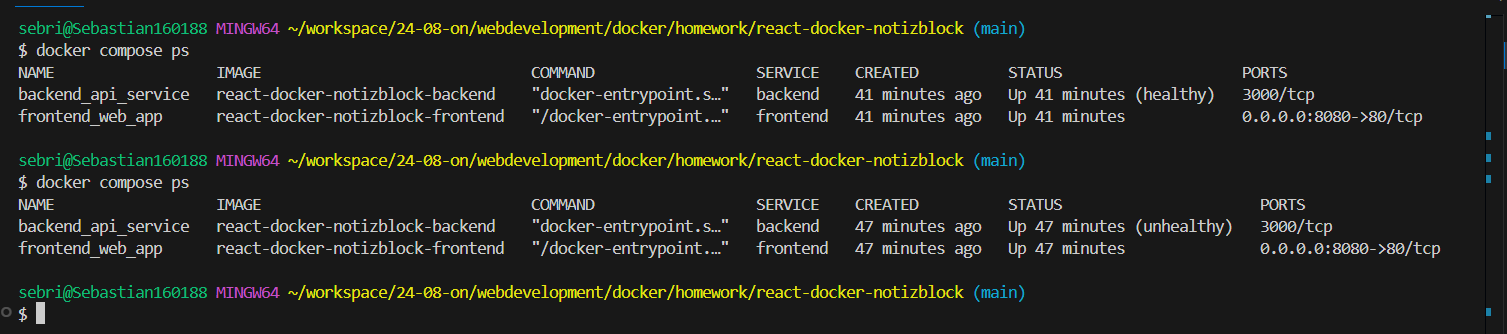 sebri@Sebastian160188 MINGW64 ~/workspace/24-08-on/webdevelopment/docker/homework/react-docker-notizblock (main)
$ docker compose ps
NAME IMAGE COMMAND SERVICE CREATED STATUS PORTS
backend_api_service react-docker-notizblock-backend "docker-entrypoint.s…" backend 41 minutes ago Up 41 minutes (healthy) 3000/tcp
frontend_web_app react-docker-notizblock-frontend "/docker-entrypoint.…" frontend 41 minutes ago Up 41 minutes 0.0.0.0:8080->80/tcp
sebri@Sebastian160188 MINGW64 ~/workspace/24-08-on/webdevelopment/docker/homework/react-docker-notizblock (main)
$ docker compose ps
NAME IMAGE COMMAND SERVICE CREATED STATUS PORTS
backend_api_service react-docker-notizblock-backend "docker-entrypoint.s…" backend 47 minutes ago Up 47 minutes (unhealthy) 3000/tcp
frontend_web_app react-docker-notizblock-frontend "/docker-entrypoint.…" frontend 47 minutes ago Up 47 minutes 0.0.0.0:8080->80/tcp
sebri@Sebastian160188 MINGW64 ~/workspace/24-08-on/webdevelopment/docker/homework/react-docker-notizblock (main)
$